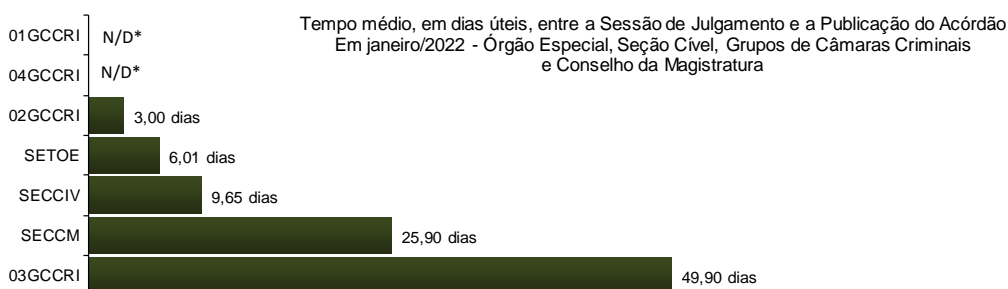 Tempo médio, em dias úteis, entre a Sessão de Julgamento e a Publicação do Acórdão
Em janeiro/2022 - Órgão Especial, Seção Cível, Grupos de Câmaras Criminais
e Conselho da Magistratura
01GCCRI N/D*
04GCCRI N/D*
02GCCRI 3,00 dias
SETOE 6,01 dias
SECCIV 9,65 dias
SECCM 25,90 dias
03GCCRI 49,90 dias